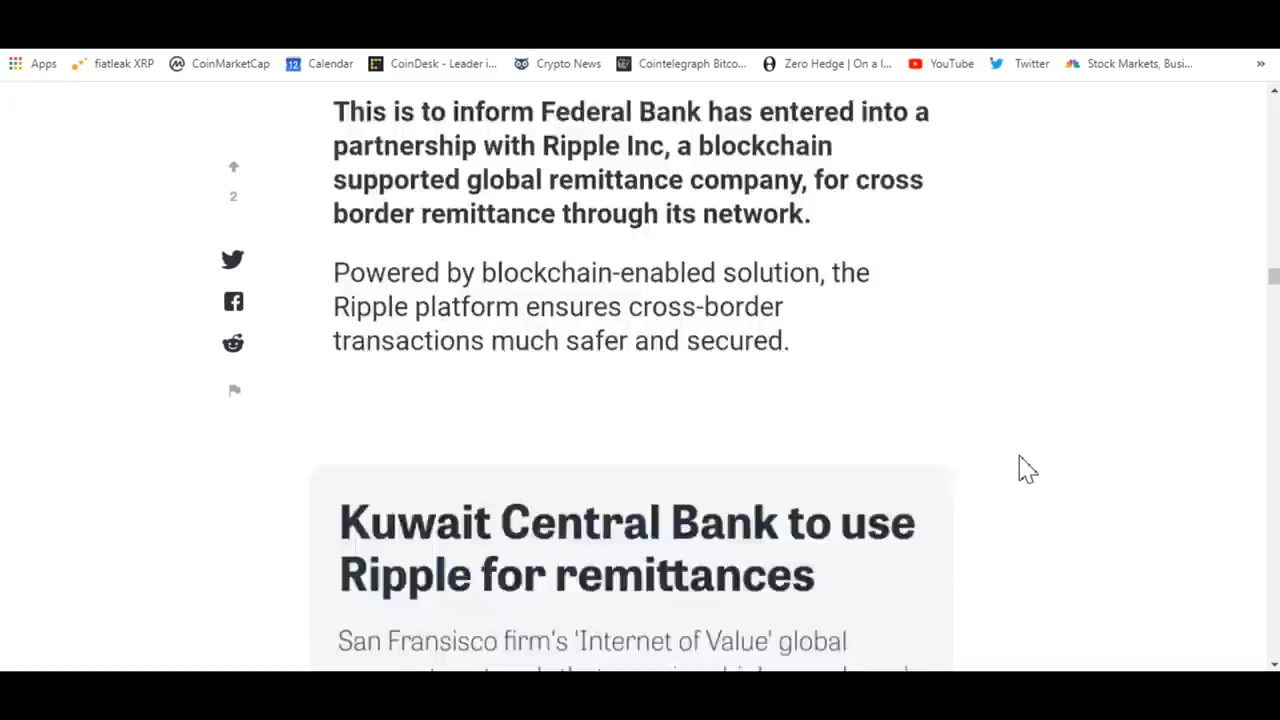 Apps fiatleak XRP CoinMarketCap 12 Calendar CoinDesk - Leader i... Crypto News Cointelegraph Bitco... Zero Hedge | On a l... YouTube Twitter Stock Markets, Busi... »
This is to inform Federal Bank has entered into a
partnership with Ripple Inc, a blockchain
supported global remittance company, for cross
border remittance through its network.
2
Powered by blockchain-enabled solution, the
Ripple platform ensures cross-border
transactions much safer and secured.
Kuwait Central Bank to use
Ripple for remittances
San Fransisco firm's 'Internet of Value' global